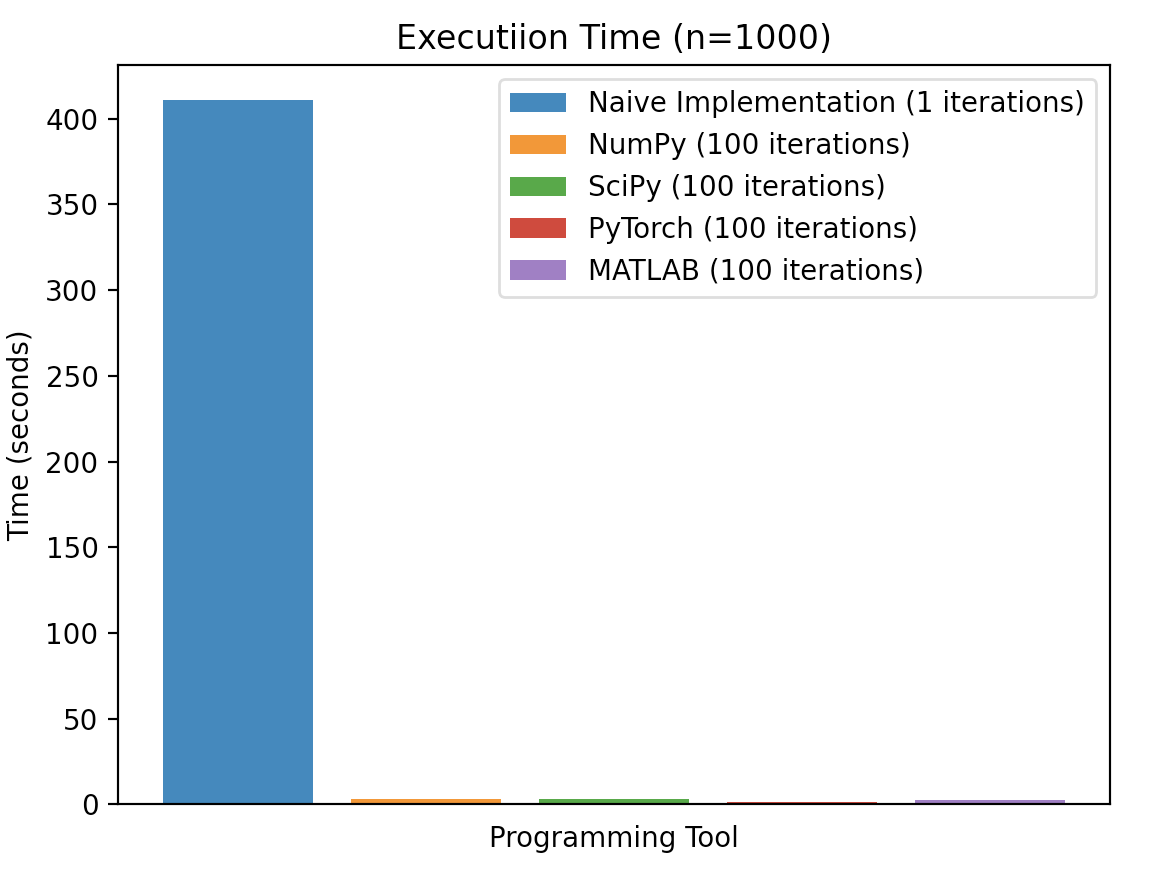 Executiion Time (n=1000)
Naive Implementation (1 iterations)
NumPy (100 iterations)
SciPy (100 iterations)
PyTorch (100 iterations)
MATLAB (100 iterations)
Time (seconds)
400
350
300
250
200
150
100
50
0
Programming Tool